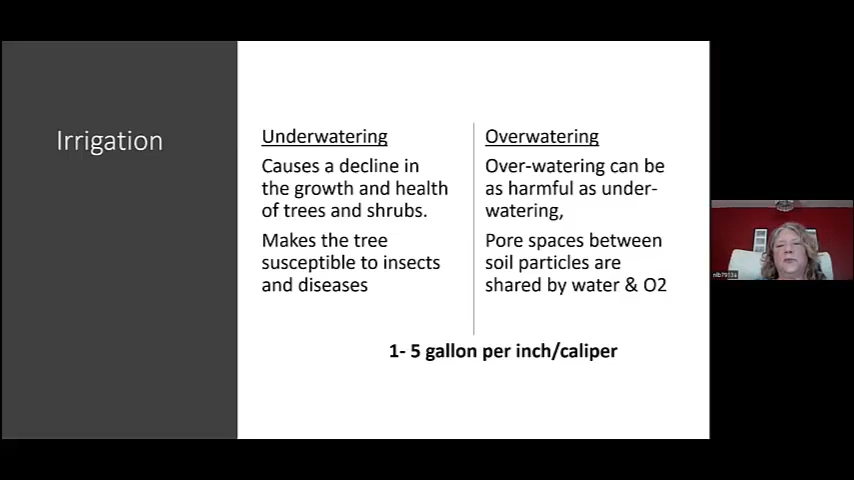 Irrigation
Underwatering
Causes a decline in
the growth and health
of trees and shrubs.
Makes the tree
susceptible to insects
and diseases
Overwatering
Over-watering can be
as harmful as under-
watering,
Pore spaces between
soil particles are
shared by water & O2
1- 5 gallon per inch/caliper